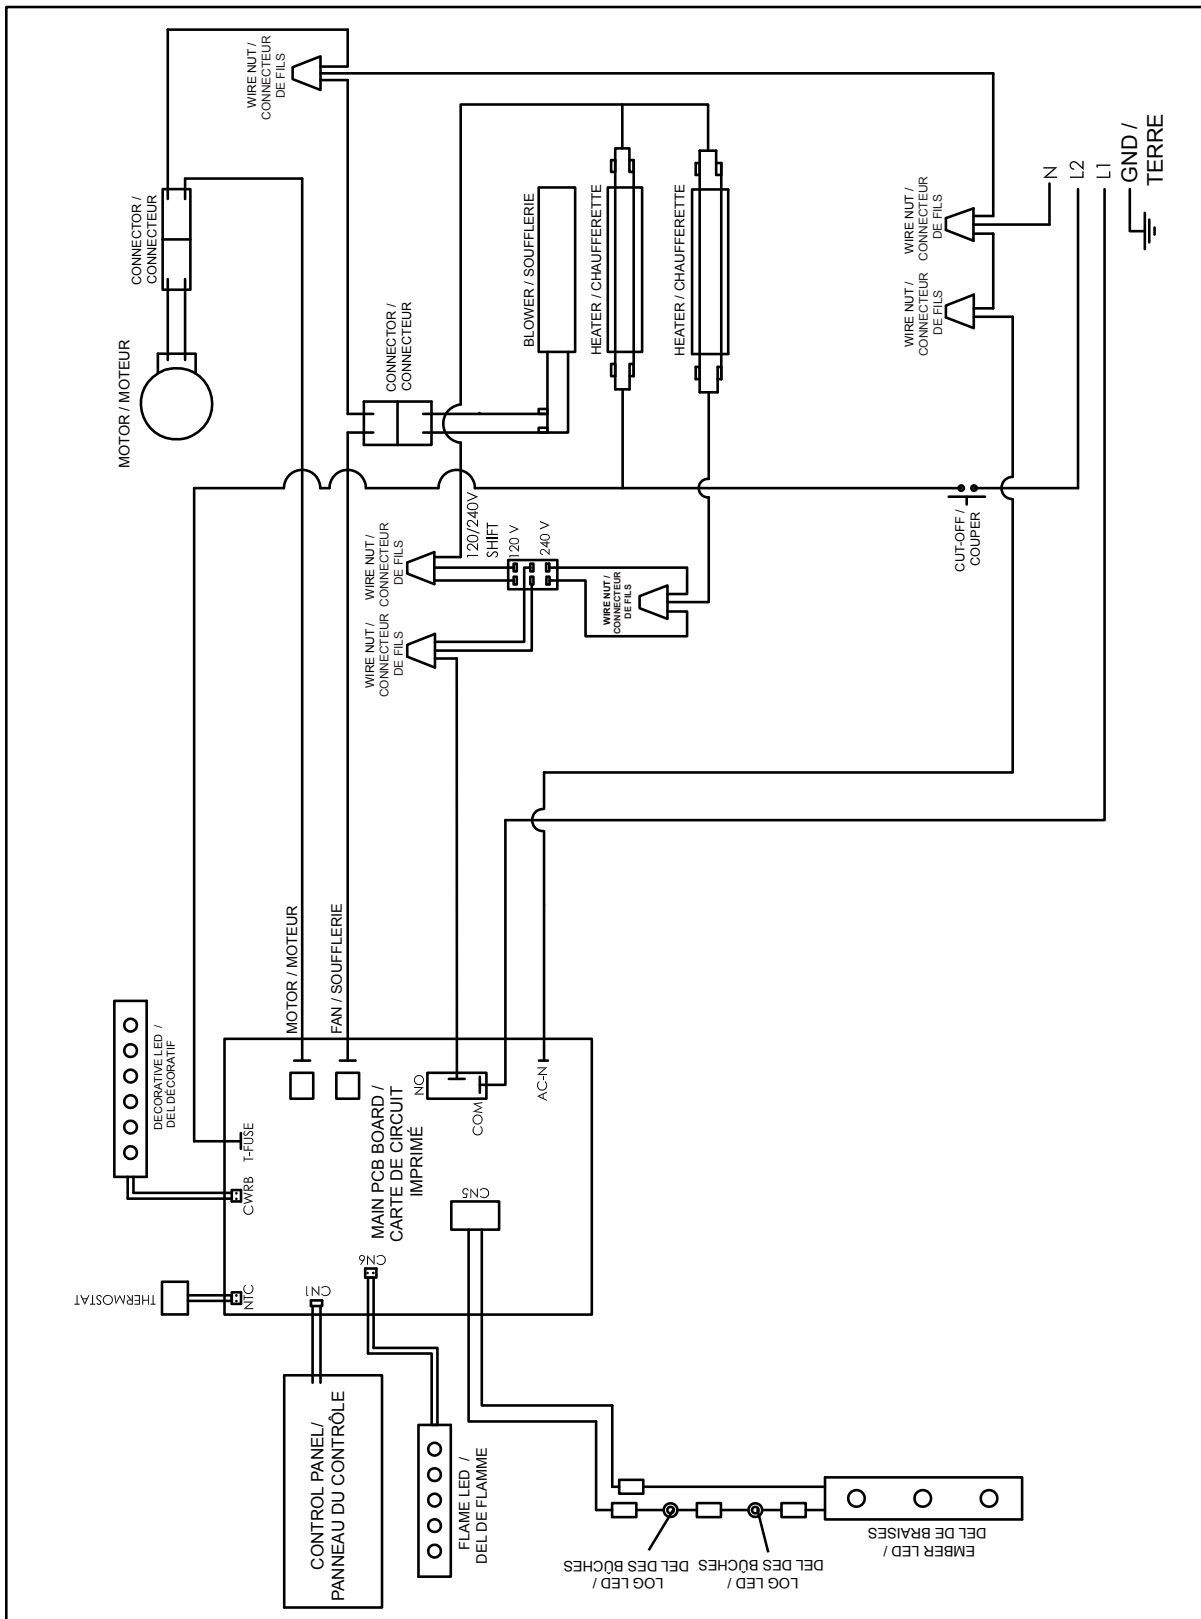 WIRE NUT /
CONNECTEUR
DE FILS
CONNECTOR /
CONNECTEUR
MOTOR / MOTEUR
CONNECTOR /
CONNECTEUR
BLOWER / SOUFFLERIE
HEATER / CHAUFFERETTE
HEATER / CHAUFFERETTE
WIRE NUT /
CONNECTEUR
DE FILS
WIRE NUT /
CONNECTEUR
DE FILS
N
L2
L1
GND /
TERRE
CUT-OFF /
COUPER
120/240V
SHIFT
120 V
240 V
WIRE NUT /
CONNECTEUR
DE FILS
WIRE NUT /
CONNECTEUR
DE FILS
WIRE NUT /
CONNECTEUR
DE FILS
MOTOR / MOTEUR
FAN / SOUFFLERIE
DECORATIVE LED /
DEL DÉCORATIF
T-FUSE
CWRB
NTC
THERMOSTAT
CN1
CN6
CN5
NO
COM
AC-N
MAIN PCB BOARD /
CARTE DE CIRCUIT
IMPRIMÉ
CONTROL PANEL/
PANNEAU DU CONTRÔLE
FLAME LED /
DEL DE FLAMME
LOG LED /
DEL DES BÛCHES
LOG LED /
DEL DES BÛCHES
EMBER LED /
DEL DE BRAISES